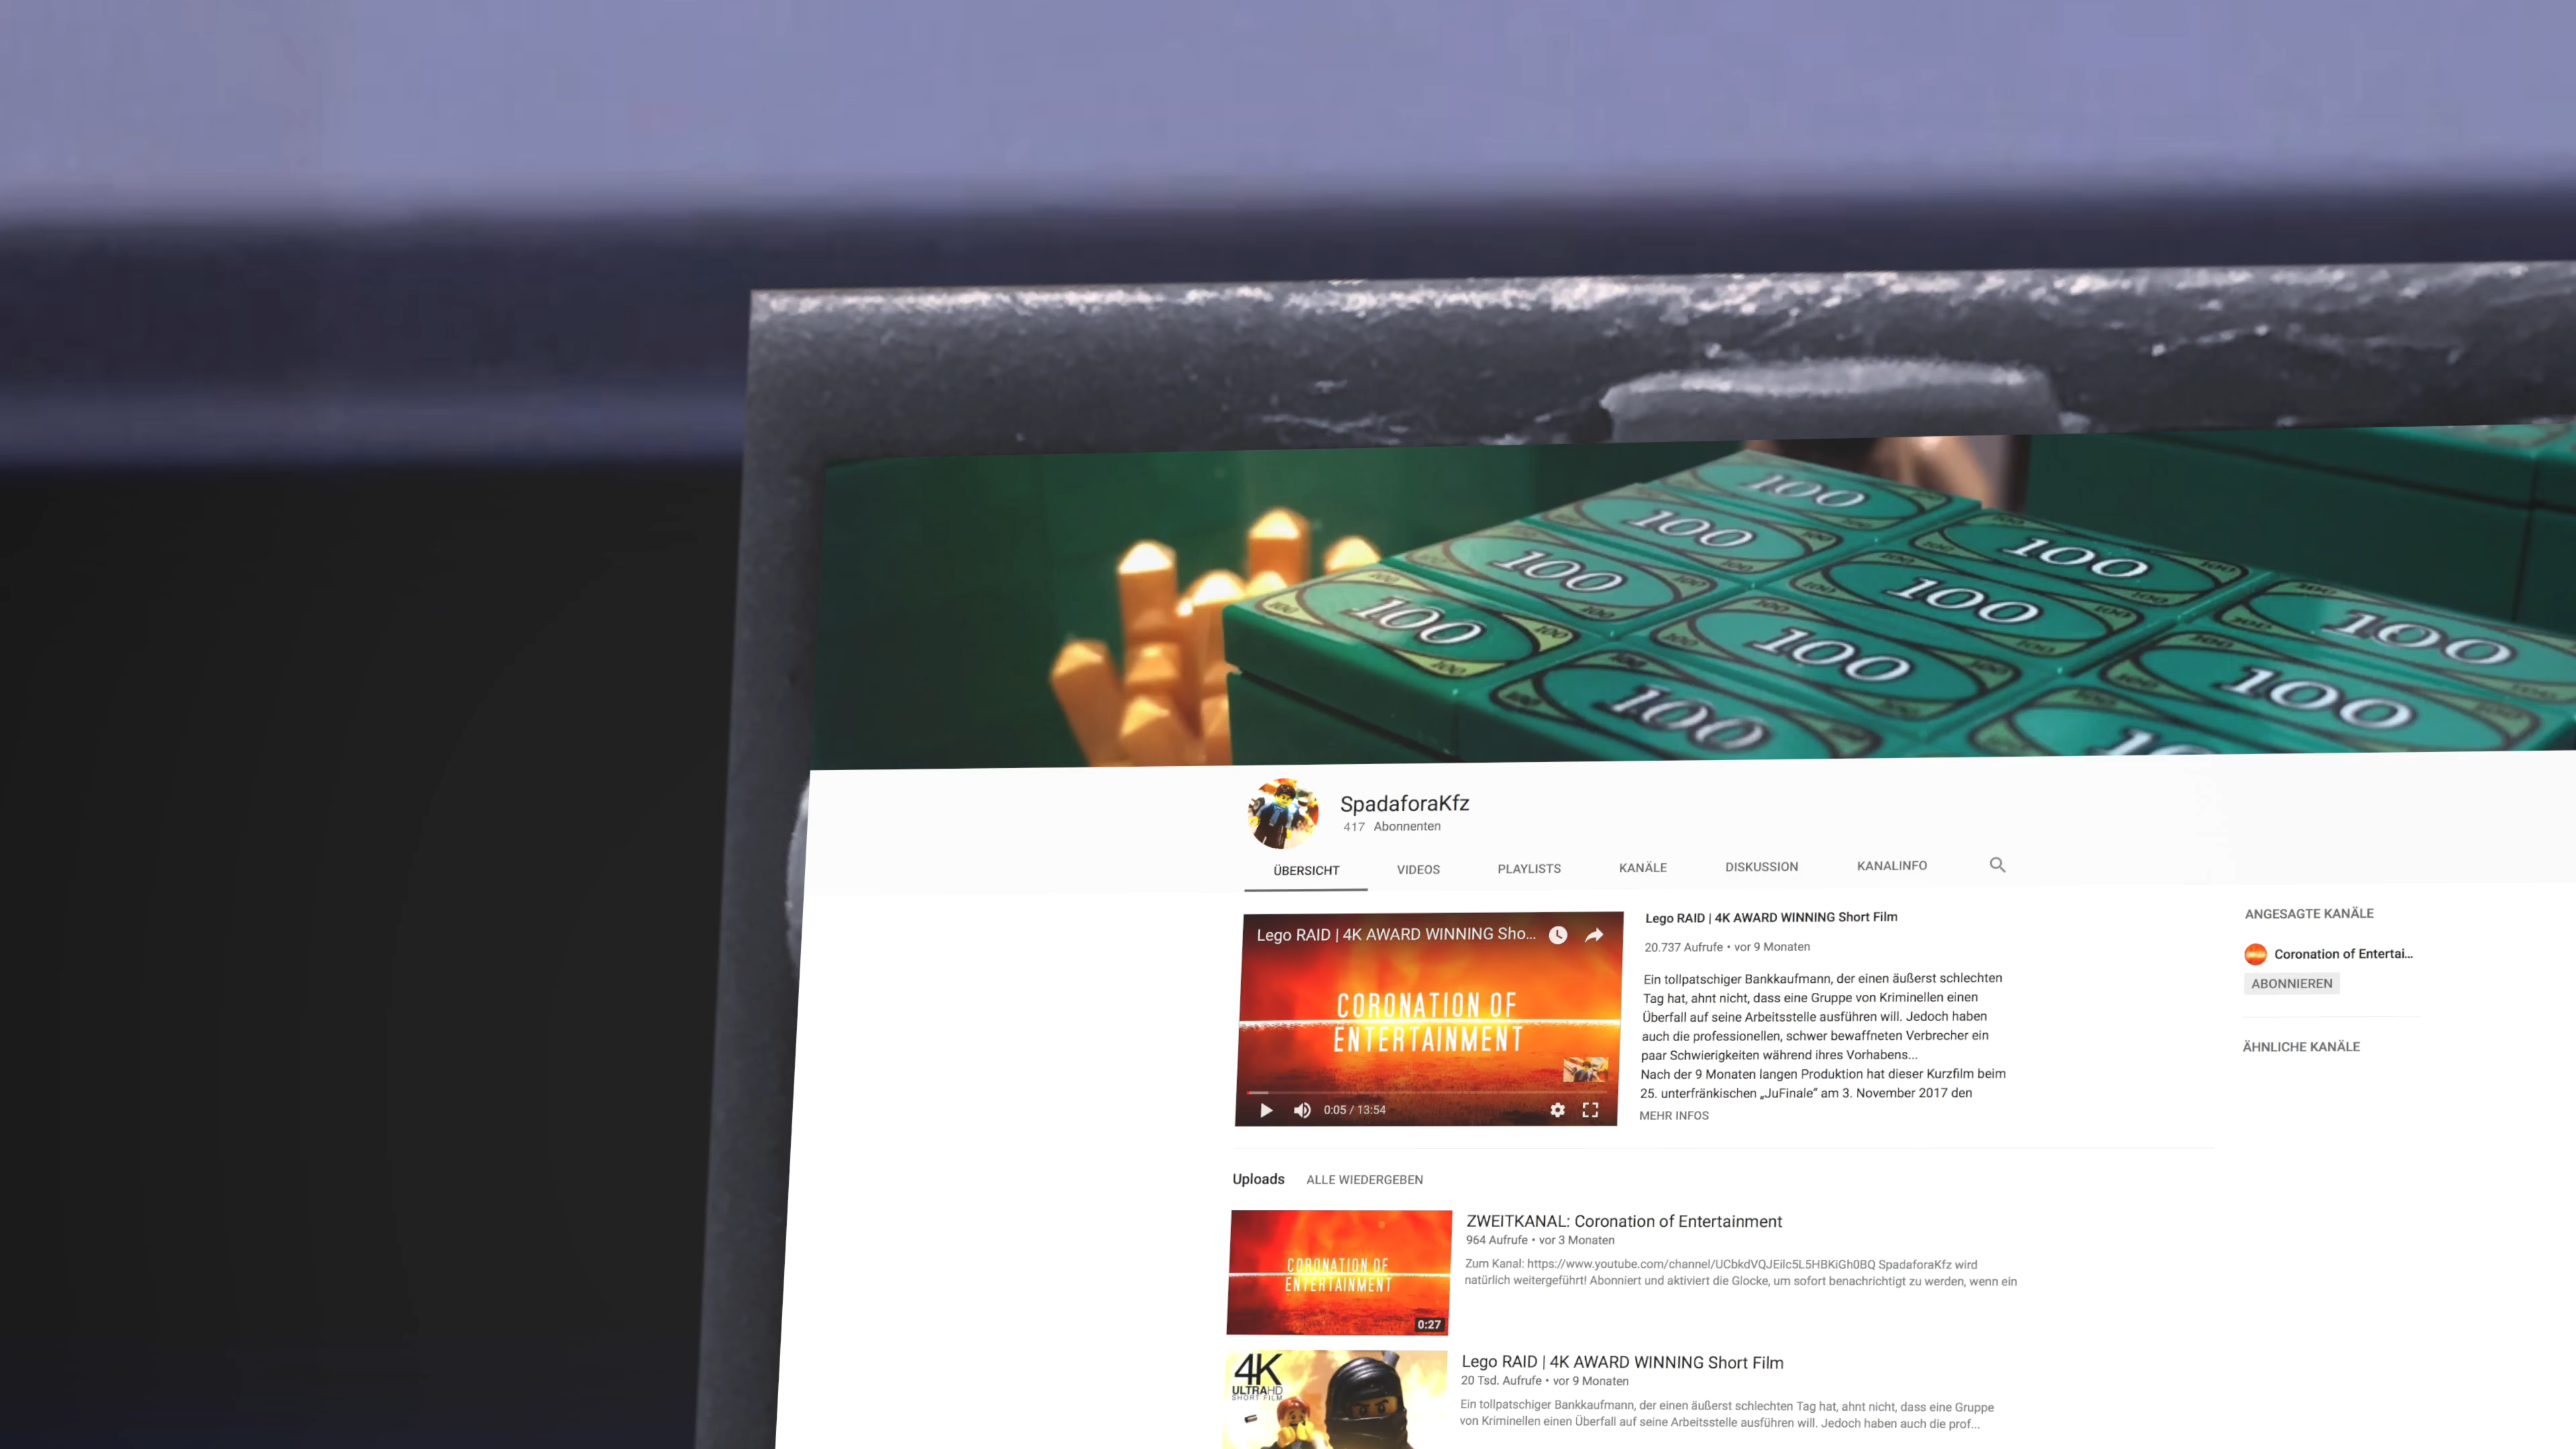 100 100 100 100
100 100 100
100 100 100
SpadaforaKfz
417 Abonnenten
ÜBERSICHT VIDEOS PLAYLISTS KANÄLE DISKUSSION KANALINFO
Lego RAID | 4K AWARD WINNING Sho...
CORONATION OF
ENTERTAINMENT
0:05 / 13:54
Lego RAID | 4K AWARD WINNING Short Film
20.737 Aufrufe • vor 9 Monaten
Ein tollpatschiger Bankkaufmann, der einen äußerst schlechten
Tag hat, ahnt nicht, dass eine Gruppe von Kriminellen einen
Überfall auf seine Arbeitsstelle ausführen will. Jedoch haben
auch die professionellen, schwer bewaffneten Verbrecher ein
paar Schwierigkeiten während ihres Vorhabens...
Nach der 9 Monaten langen Produktion hat dieser Kurzfilm beim
25. unterfränkischen „JuFinale“ am 3. November 2017 den
MEHR INFOS
ANGESAGTE KANÄLE
Coronation of Entertai...
ABONNIEREN
ÄHNLICHE KANÄLE
Uploads ALLE WIEDERGEBEN
CORONATION OF
ENTERTAINMENT
0:27
ZWEITKANAL: Coronation of Entertainment
964 Aufrufe • vor 3 Monaten
Zum Kanal: https://www.youtube.com/channel/UCbkdVQJEilc5L5HBKiGh0BQ SpadaforaKfz wird
natürlich weitergeführt! Abonniert und aktiviert die Glocke, um sofort benachrichtigt zu werden, wenn ein
4K
ULTRAHD
SHORT FILM
Lego RAID | 4K AWARD WINNING Short Film
20 Tsd. Aufrufe • vor 9 Monaten
Ein tollpatschiger Bankkaufmann, der einen äußerst schlechten Tag hat, ahnt nicht, dass eine Gruppe
von Kriminellen einen Überfall auf seine Arbeitsstelle ausführen will. Jedoch haben auch die prof...